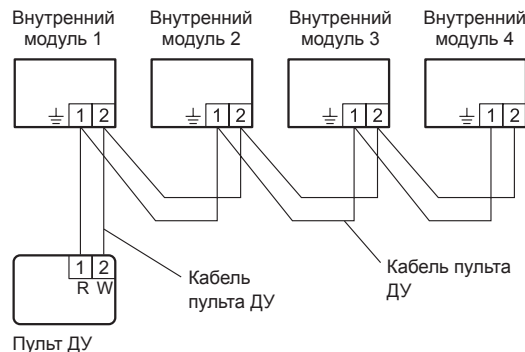 Внутренний
модуль 1
Внутренний
модуль 2
Внутренний
модуль 3
Внутренний
модуль 4
1 2
1 2
1 2
1 2
1 2
R W
Кабель
пульта ДУ
Кабель пульта
ДУ
Пульт ДУ